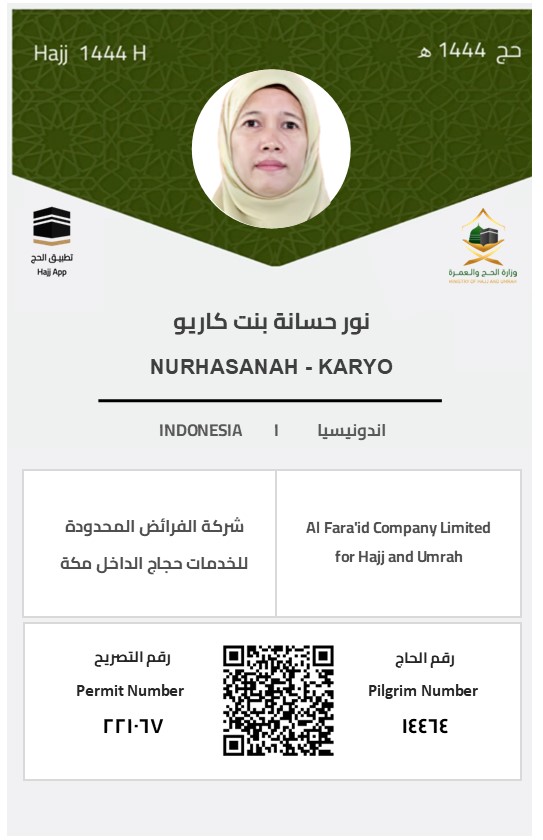 Hajj 1444 H
حج 1444 ه
تطبيق الحج
Hajj App
وزارة الحج والعمرة
MINISTRY OF HAJJ AND UMRAH
نور حسانة بنت كاريو
NURHASANAH - KARYO
INDONESIA | اندونيسيا
شركة الفرائض المحدودة
للخدمات حجاج الداخل مكة
Al Fara'id Company Limited
for Hajj and Umrah
رقم التصريح
Permit Number
٢٢١٠٦٧
رقم الحاج
Pilgrim Number
١٤٤٦٤